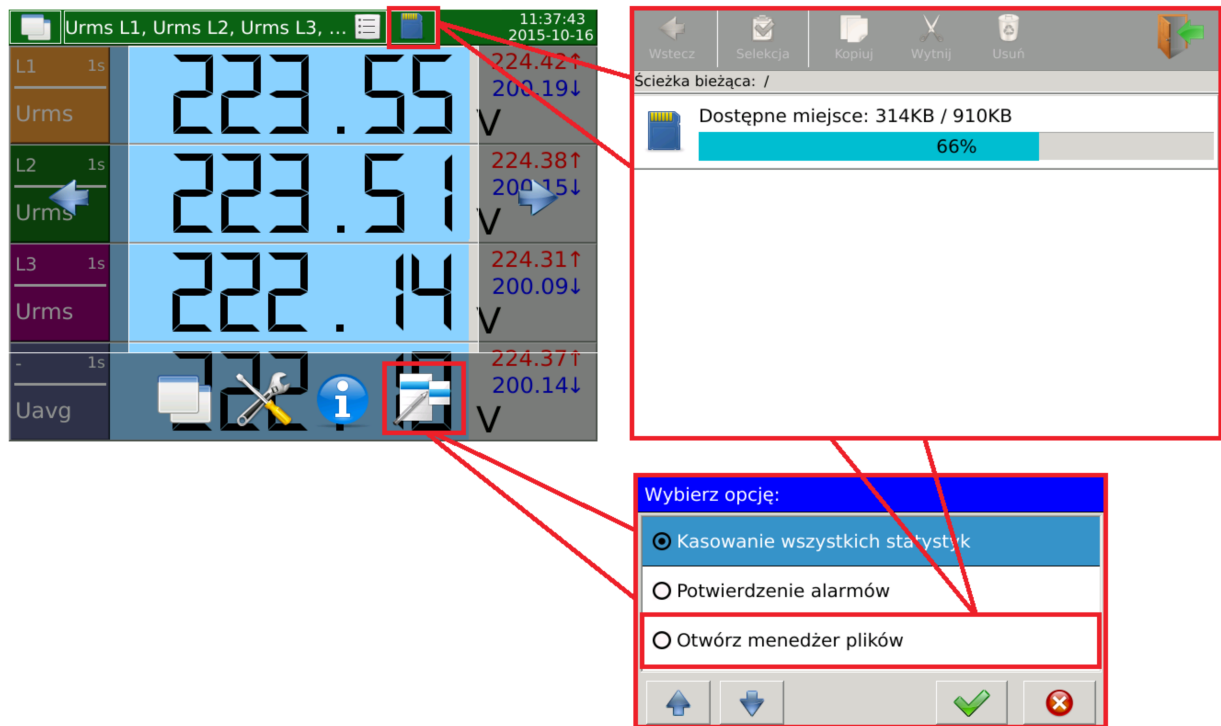 Urms L1, Urms L2, Urms L3, ...
11:37:43
2015-10-16
L1 1s
Urms
223.55
V
224.42↑
200.19↓
L2 1s
Urms
223.51
V
224.38↑
200.15↓
L3 1s
Urms
222.14
V
224.31↑
200.09↓
- 1s
Uavg
V
224.37↑
200.14↓
Wstecz Selekcja Kopiuj Wytnij Usuń
Ścieżka bieżąca: /
Dostępne miejsce: 314KB / 910KB
66%
Wybierz opcję:
Kasowanie wszystkich statystyk
Potwierdzenie alarmów
Otwórz menedżer plików